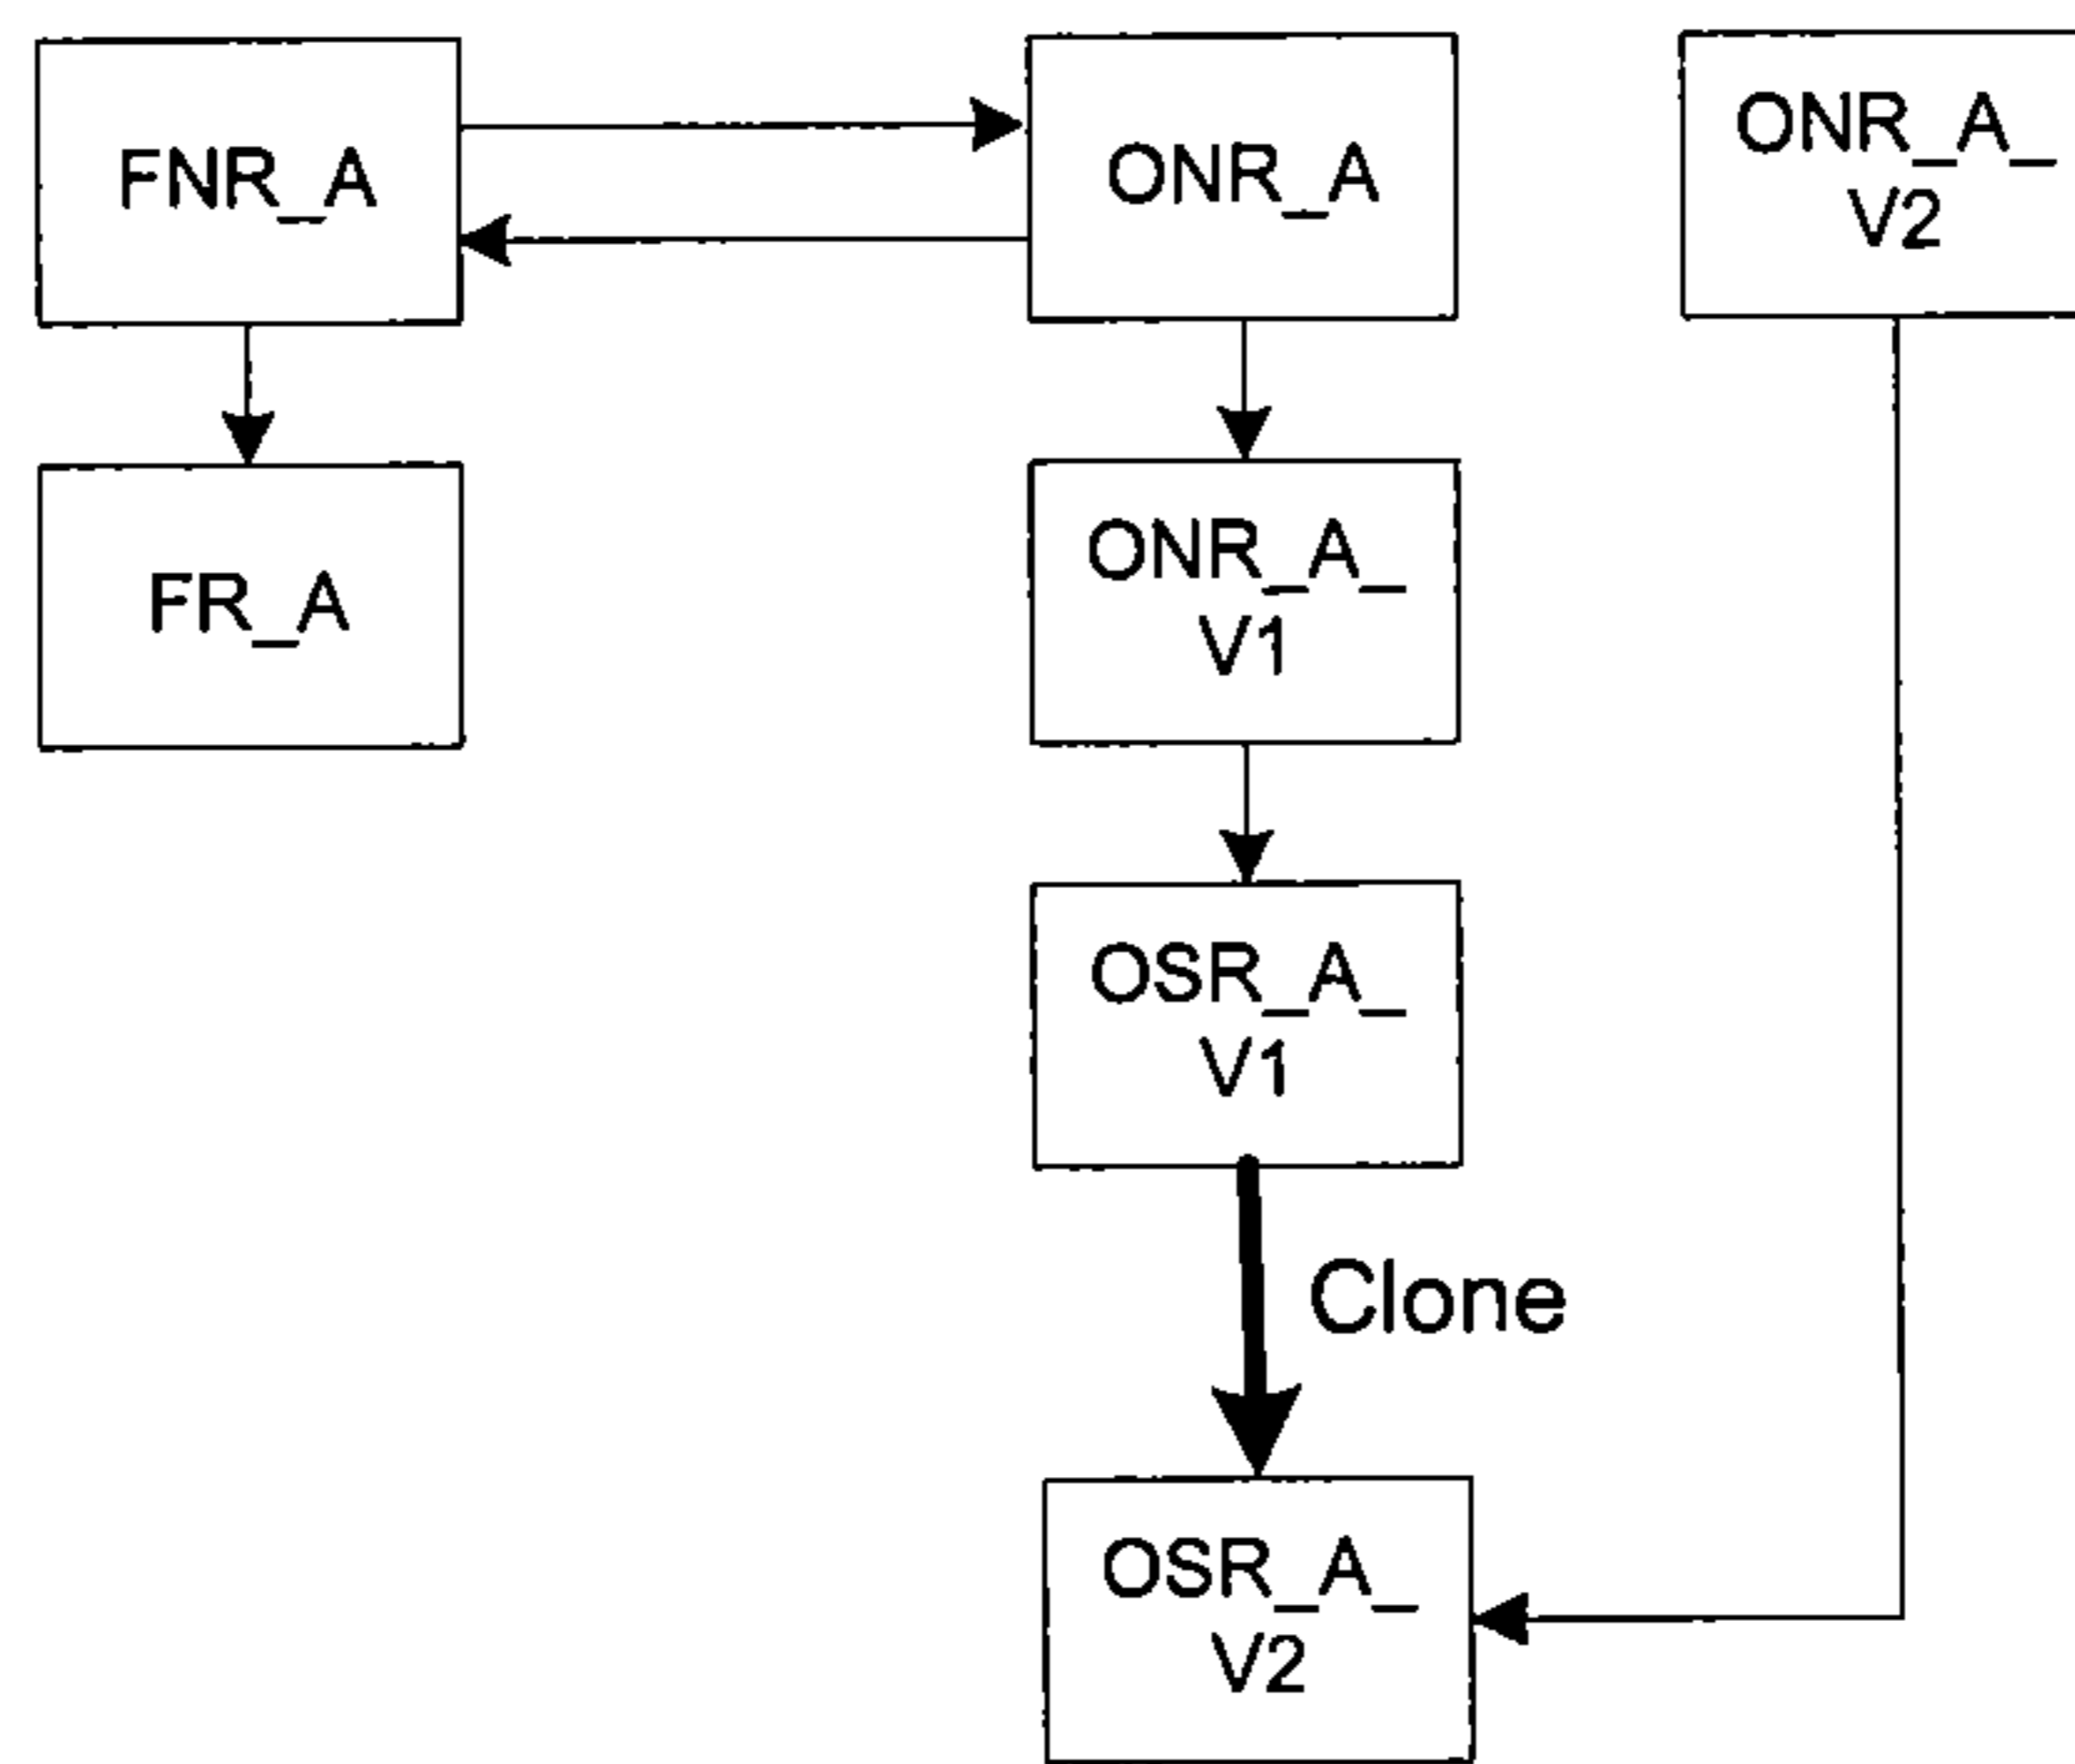 FNR_A
ONR_A
ONR_A_
V2
FR_A
ONR_A_
V1
OSR_A_
V1
Clone
OSR_A_
V2